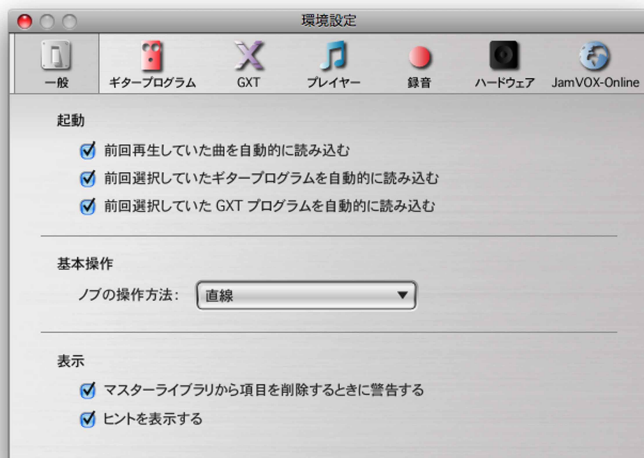 環境設定
一般
ギタープログラム
GXT
プレイヤー
録音
ハードウェア
JamVOX-Online
起動
前回再生していた曲を自動的に読み込む
前回選択していたギタープログラムを自動的に読み込む
前回選択していた GXT プログラムを自動的に読み込む
基本操作
ノブの操作方法: 直線
表示
マスターライブラリから項目を削除するときに警告する
ヒントを表示する